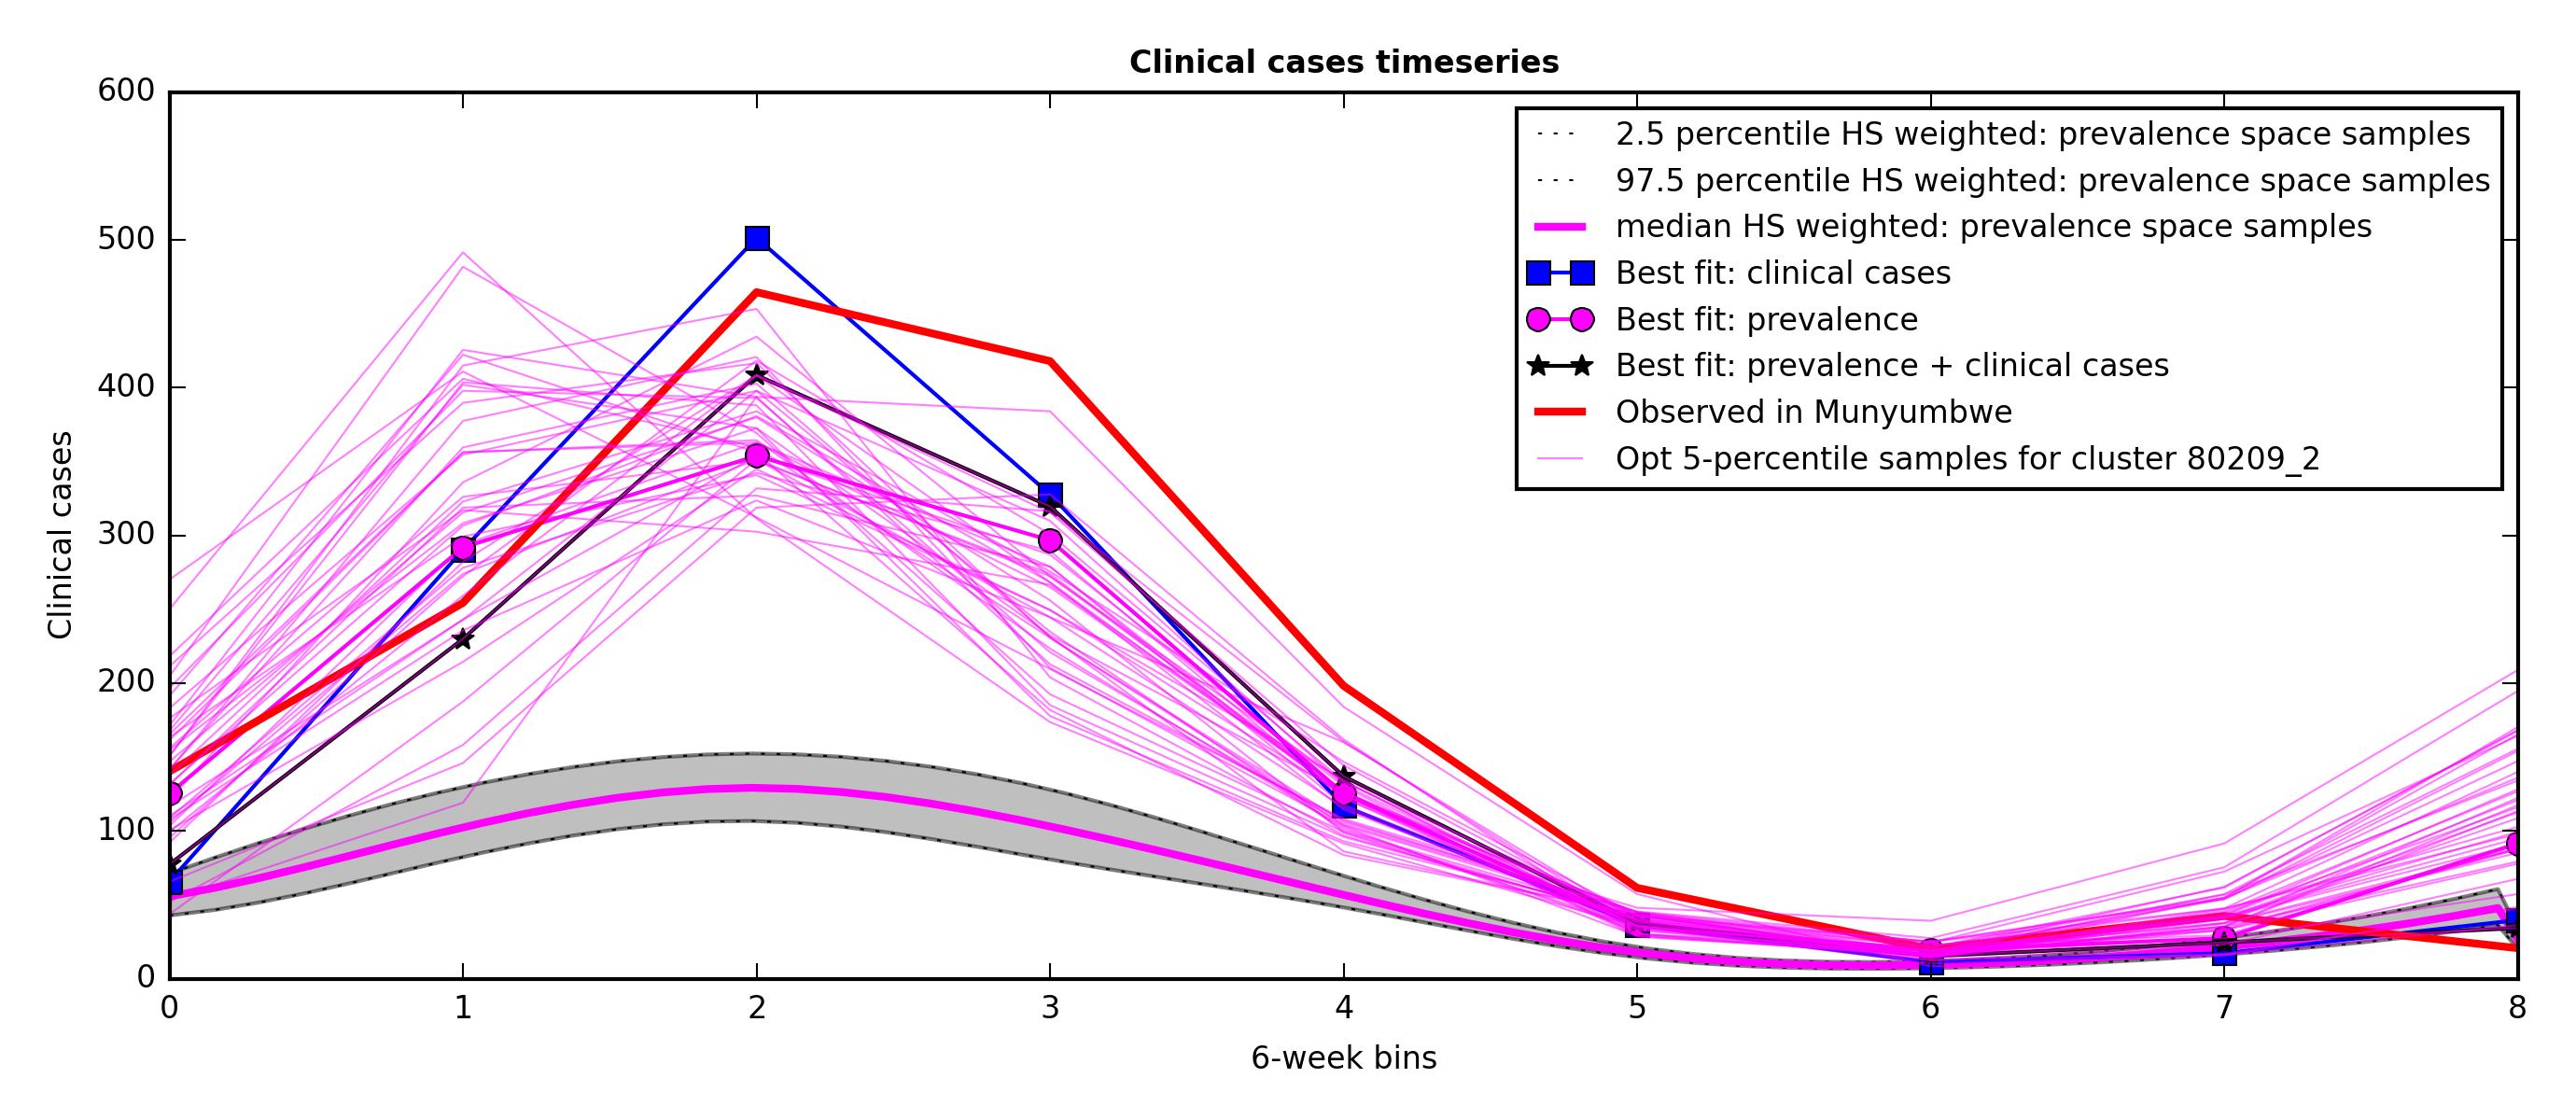 Clinical cases timeseries
600
500
400
300
200
100
0
Clinical cases
2.5 percentile HS weighted: prevalence space samples
97.5 percentile HS weighted: prevalence space samples
median HS weighted: prevalence space samples
Best fit: clinical cases
Best fit: prevalence
Best fit: prevalence + clinical cases
Observed in Munyumbwe
Opt 5-percentile samples for cluster 80209_2
0 1 2 3 4 5 6 7 8
6-week bins